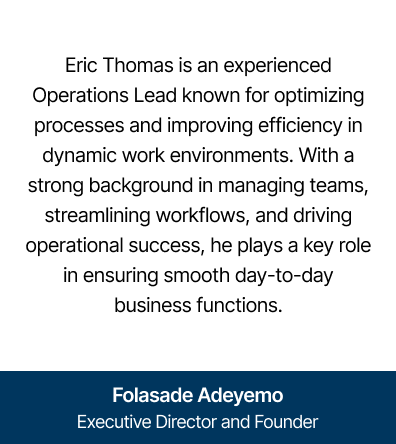 Eric Thomas is an experienced
Operations Lead known for optimizing
processes and improving efficiency in
dynamic work environments. With a
strong background in managing teams,
streamlining workflows, and driving
operational success, he plays a key role
in ensuring smooth day-to-day
business functions.
Folasade Adeyemo
Executive Director and Founder